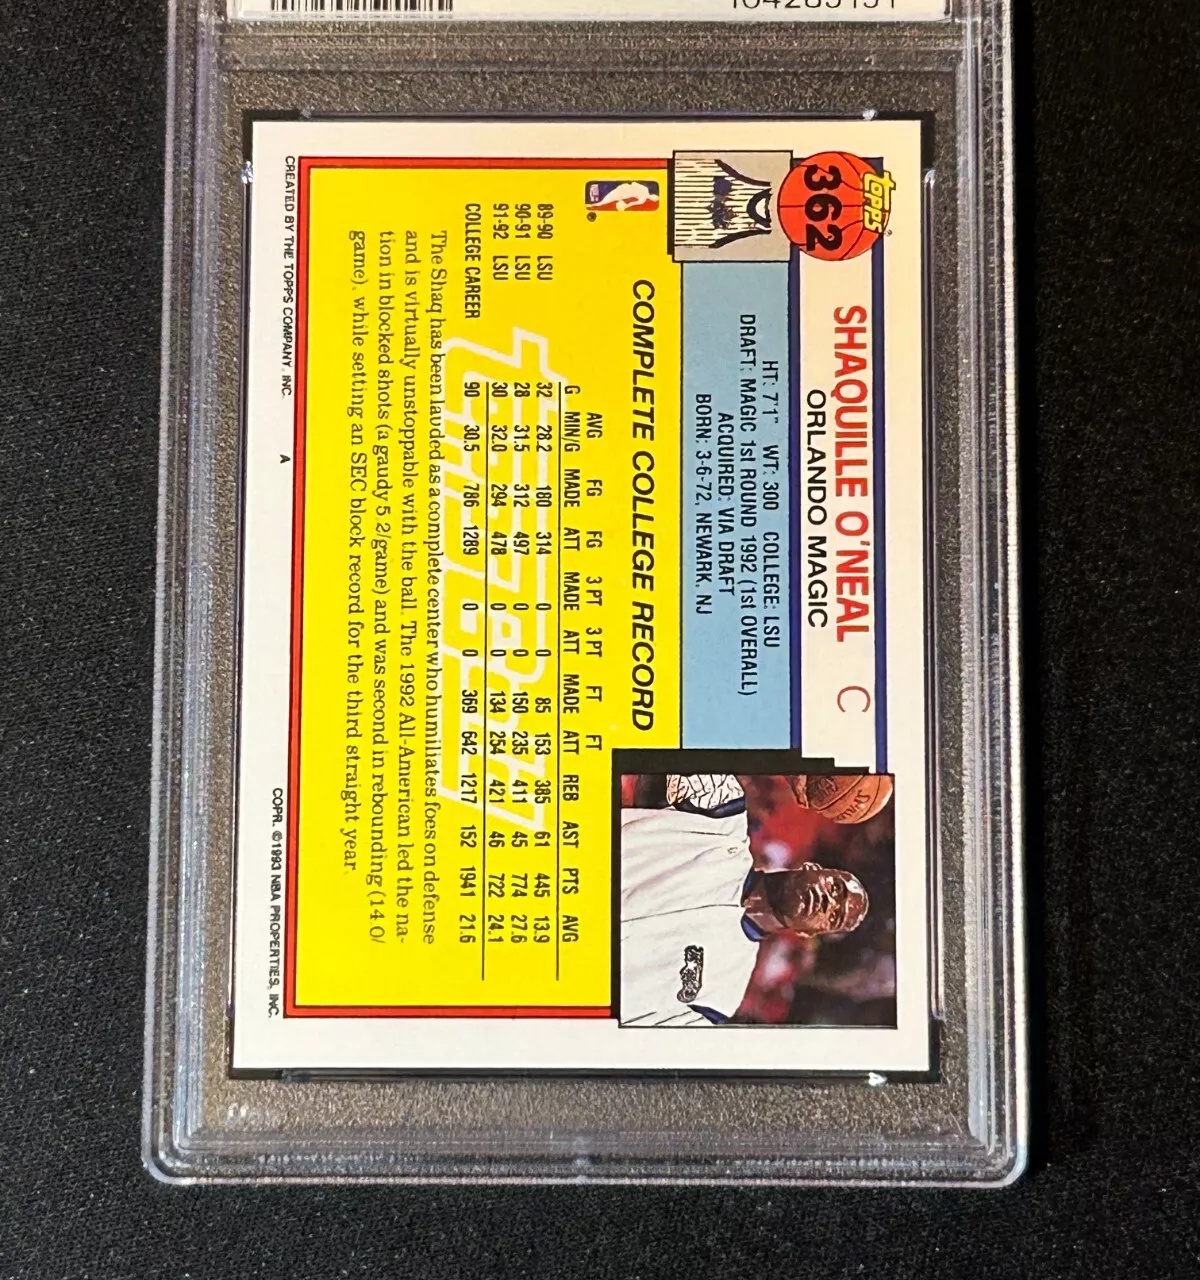 topps
362
SHAQUILLE O'NEAL C
ORLANDO MAGIC
HT: 7'1" WT: 300 COLLEGE: LSU
DRAFT: MAGIC 1st ROUND 1992 (1st OVERALL)
ACQUIRED: VIA DRAFT
BORN: 3-6-72, NEWARK, NJ
COMPLETE COLLEGE RECORD
AVG FG FG 3 PT 3 PT FT FT
G MIN/G MADE ATT MADE ATT MADE ATT REB AST PTS AVG
89-90 LSU 32 28.2 180 314 0 0 85 153 385 61 445 13.9
90-91 LSU 28 31.5 312 497 0 0 150 235 411 45 774 27.6
91-92 LSU 30 32.0 294 478 0 0 134 254 421 46 722 24.1
COLLEGE CAREER 90 30.5 786 1289 0 0 369 642 1217 152 1941 21.6
The Shaq has been lauded as a complete center who humiliates foes on defense
and is virtually unstoppable with the ball. The 1992 All-American led the na-
tion in blocked shots (a gaudy 5.2/game) and was second in rebounding (14.0/
game), while setting an SEC block record for the third straight year.
CREATED BY THE TOPPS COMPANY, INC. A COPR. ©1993 NBA PROPERTIES, INC.